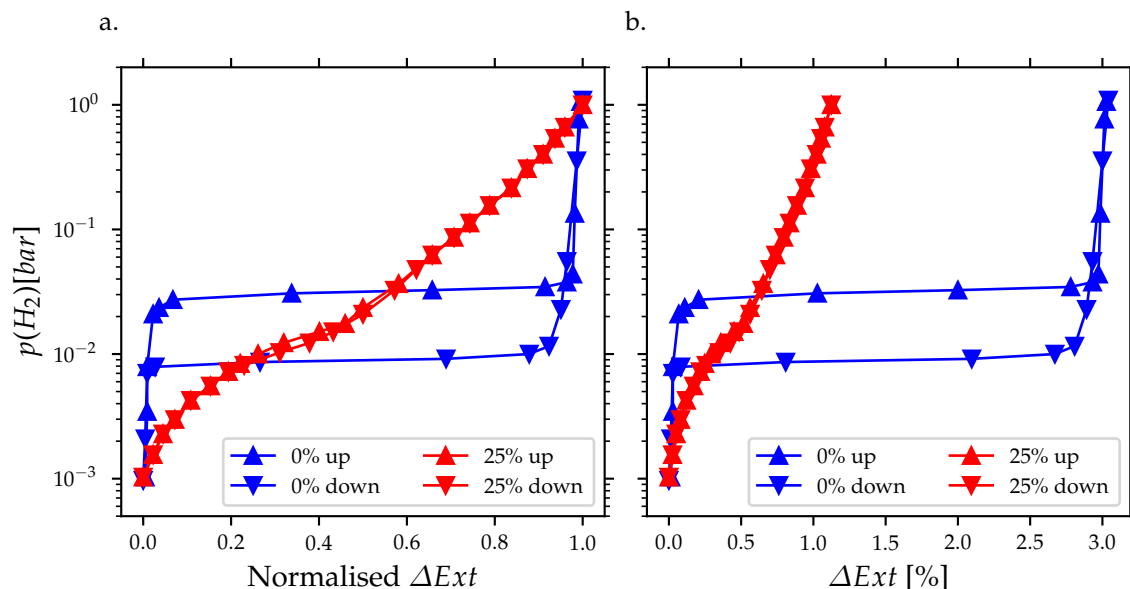 a.
b.
p(H₂)[bar]
10⁰
10⁻¹
10⁻²
10⁻³
0% up
0% down
25% up
25% down
0.0 0.2 0.4 0.6 0.8 1.0
Normalised ΔExt
0% up
0% down
25% up
25% down
0.0 0.5 1.0 1.5 2.0 2.5 3.0
ΔExt [%]